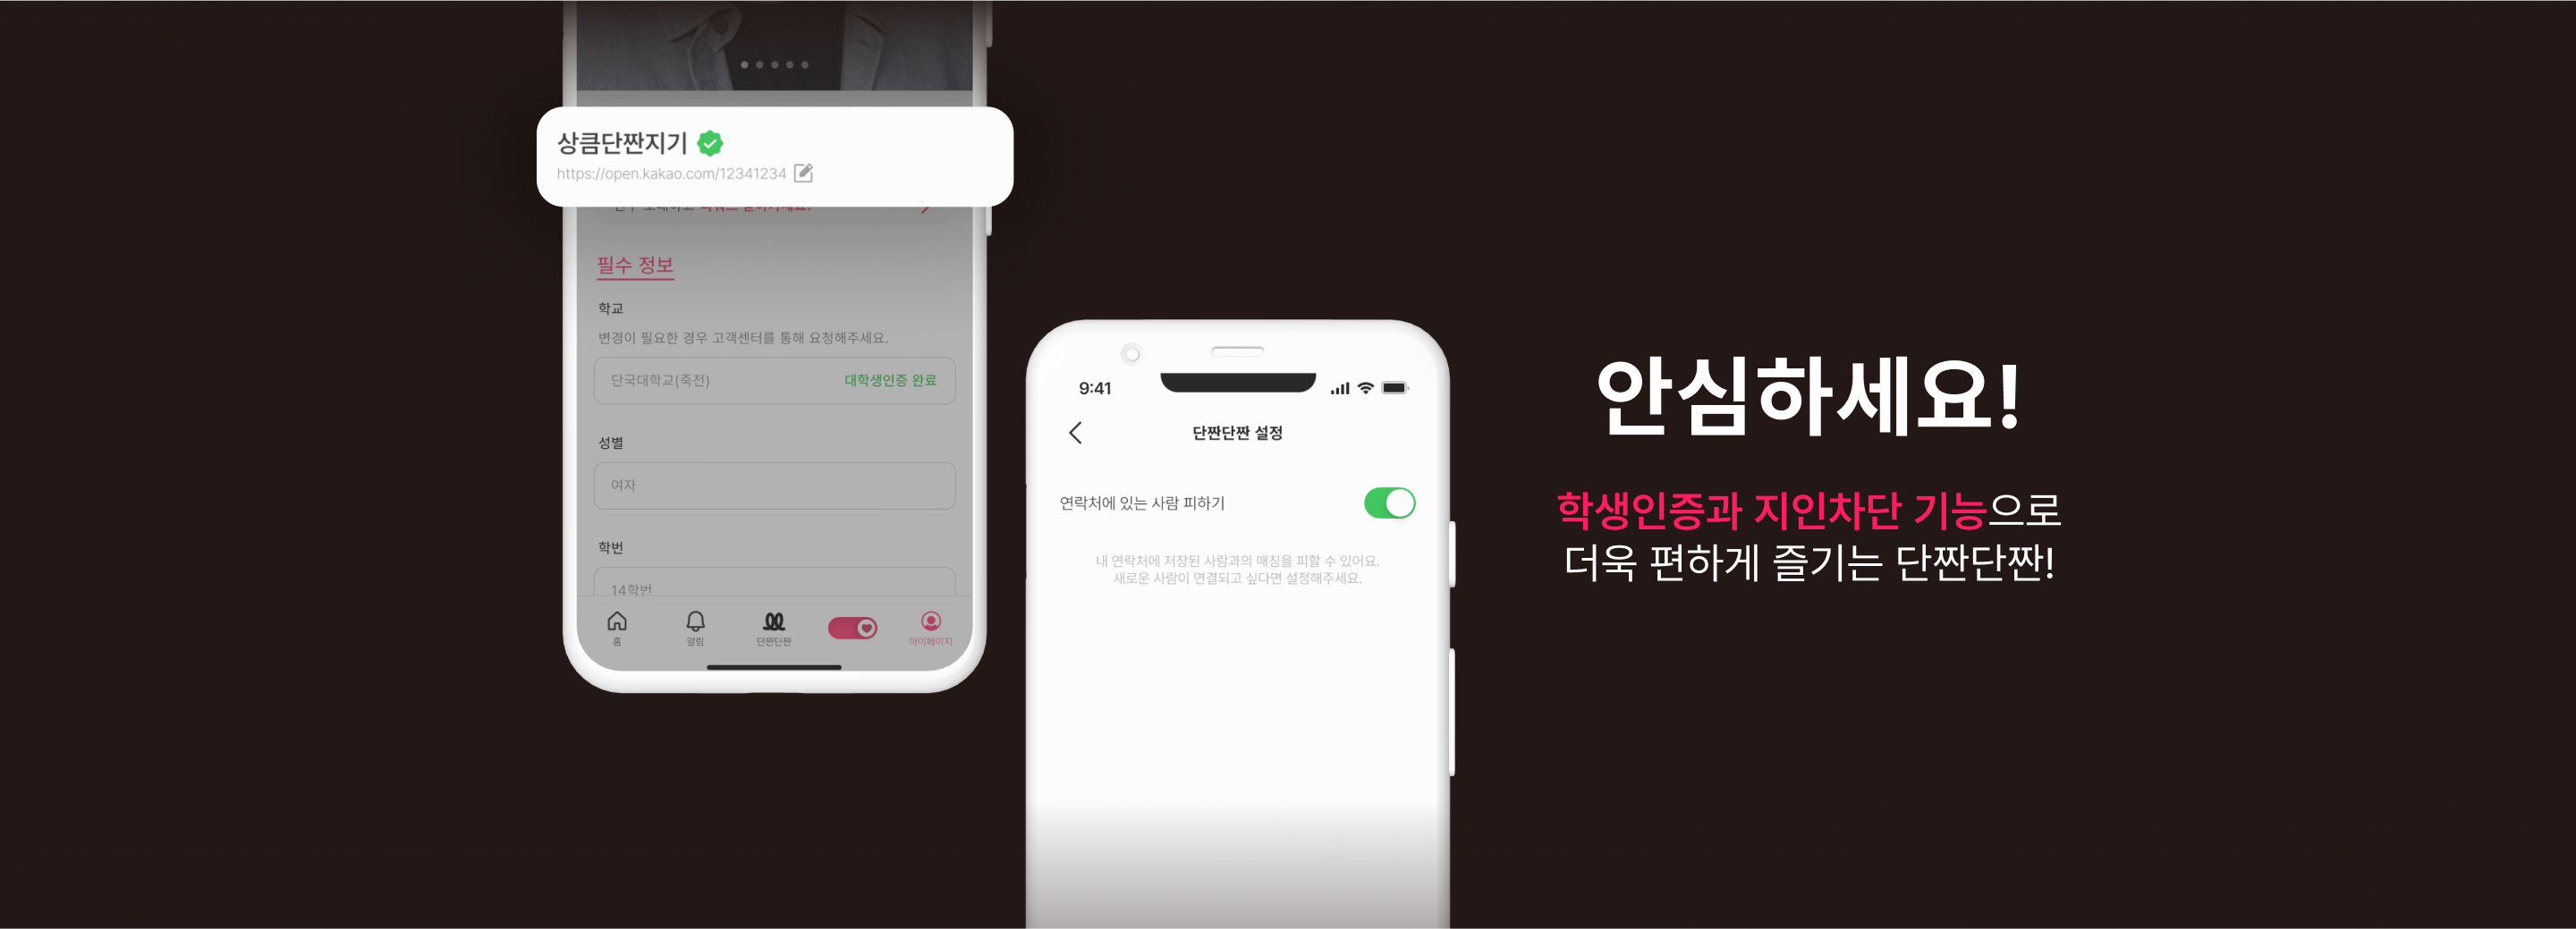 상큼단짠지기
https://open.kakao.com/12341234
필수 정보
학교
변경이 필요한 경우 고객센터를 통해 요청해주세요.
단국대학교(죽전) 대학생인증 완료
성별
여자
학번
14학번
홈 알림 단짠단짠 마이페이지
9:41
단짠단짠 설정
연락처에 있는 사람 피하기
내 연락처에 저장된 사람과의 매칭을 피할 수 있어요.
새로운 사람이 연결되고 싶다면 설정해주세요.
안심하세요!
학생인증과 지인차단 기능으로
더욱 편하게 즐기는 단짠단짠!